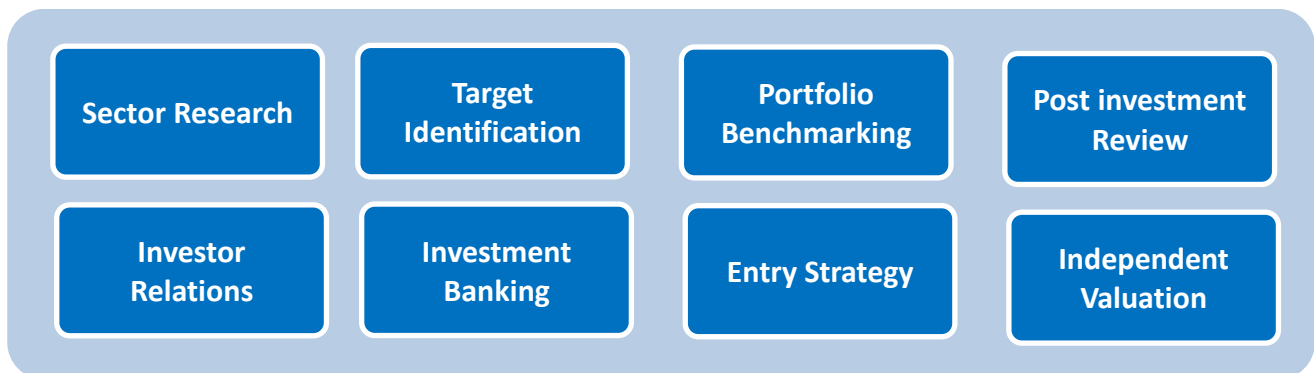 Sector Research
Target
Identification
Portfolio
Benchmarking
Post investment
Review
Investor
Relations
Investment
Banking
Entry Strategy
Independent
Valuation